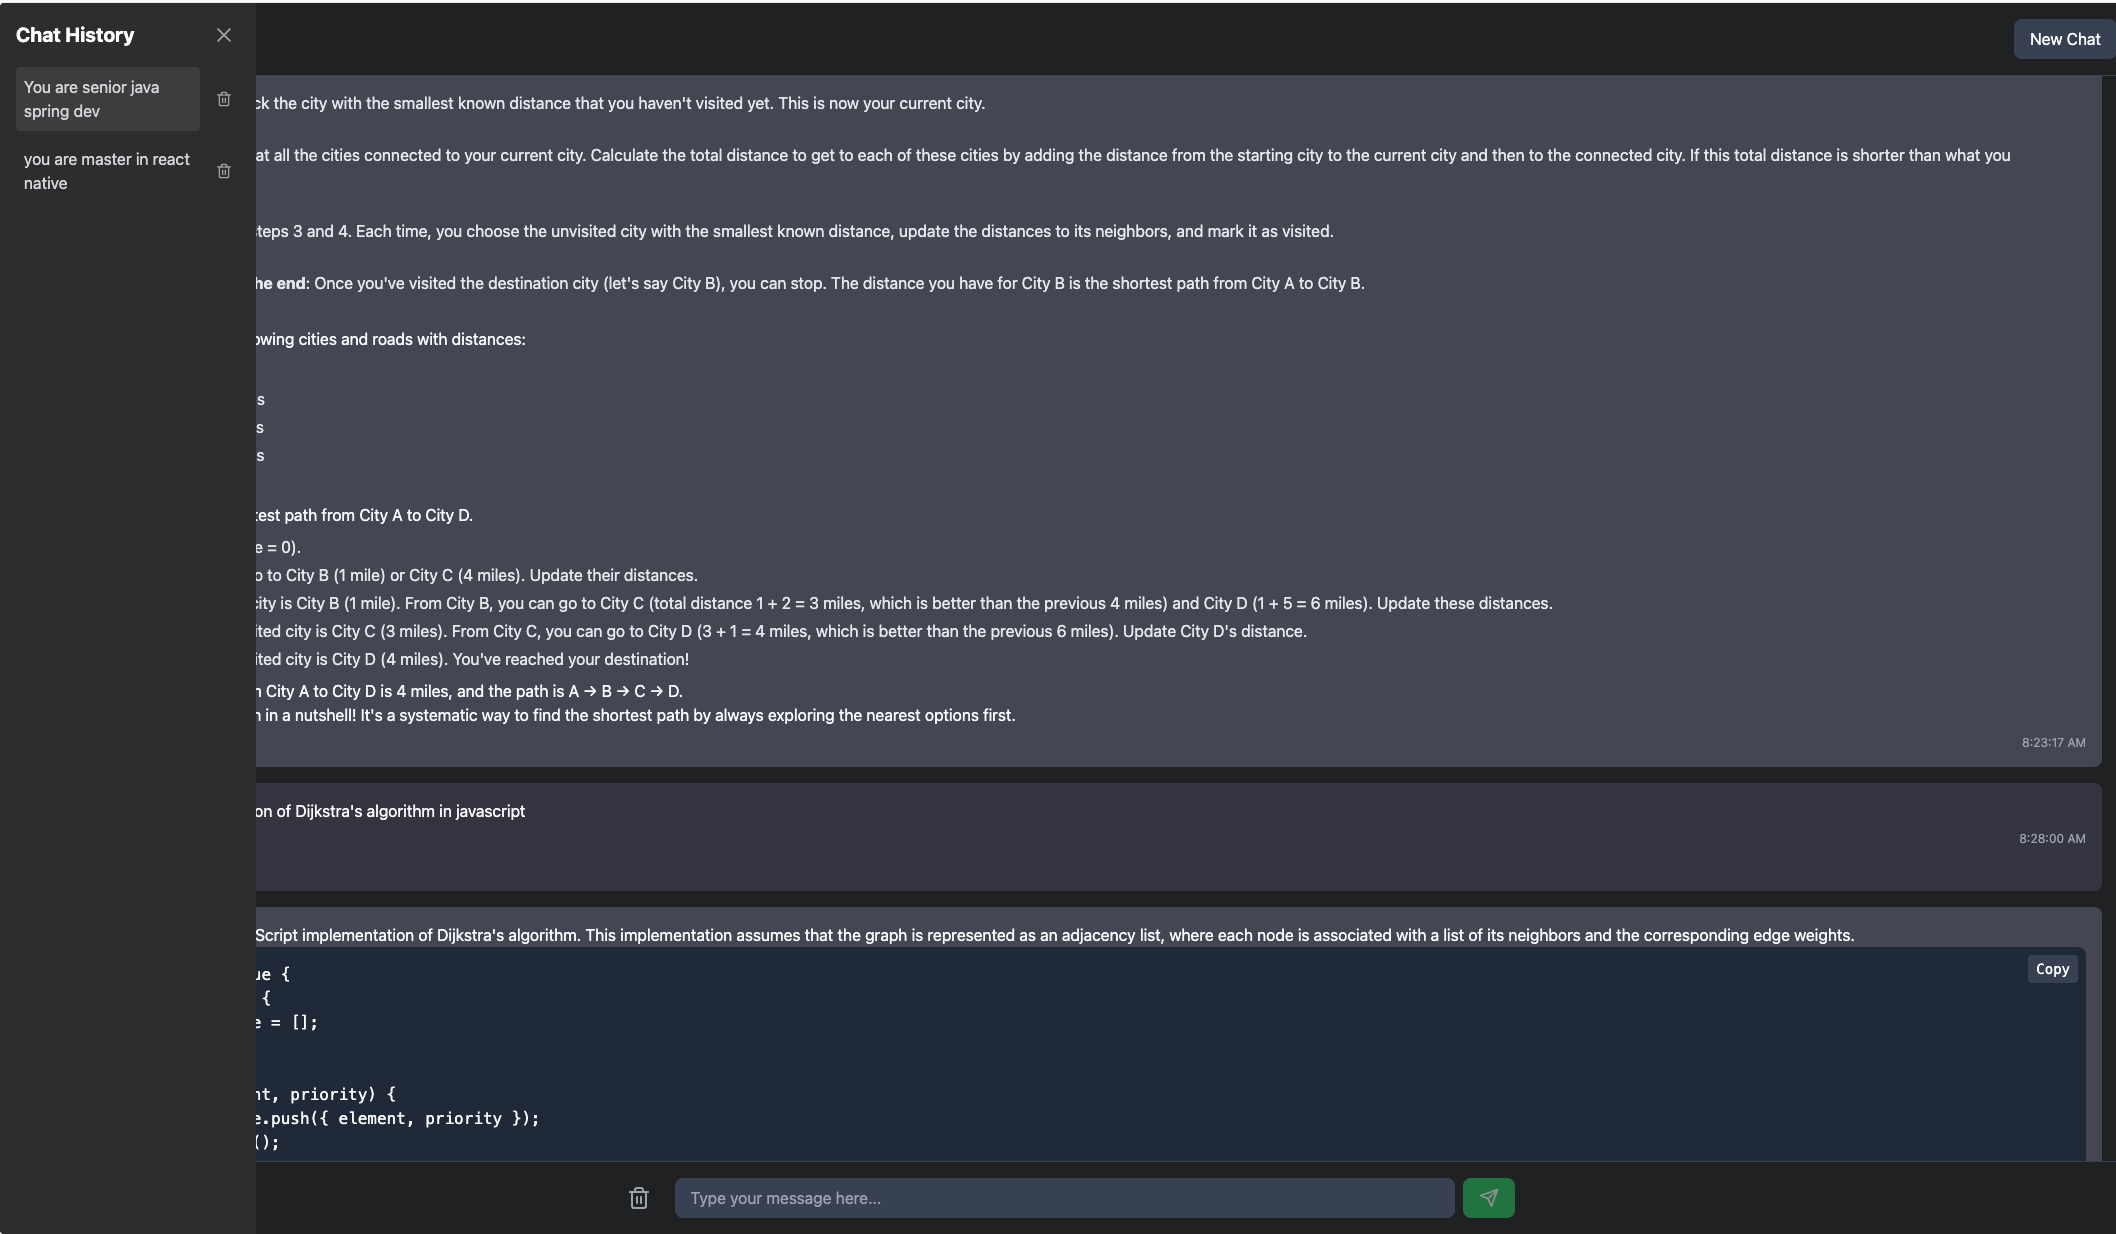 Chat History
New Chat
You are senior java
spring dev
you are master in react
native
ck the city with the smallest known distance that you haven't visited yet. This is now your current city.
at all the cities connected to your current city. Calculate the total distance to get to each of these cities by adding the distance from the starting city to the current city and then to the connected city. If this total distance is shorter than what you
steps 3 and 4. Each time, you choose the unvisited city with the smallest known distance, update the distances to its neighbors, and mark it as visited.
he end: Once you've visited the destination city (let's say City B), you can stop. The distance you have for City B is the shortest path from City A to City B.
owing cities and roads with distances:
s
s
s
test path from City A to City D.
e = 0).
o to City B (1 mile) or City C (4 miles). Update their distances.
city is City B (1 mile). From City B, you can go to City C (total distance 1 + 2 = 3 miles, which is better than the previous 4 miles) and City D (1 + 5 = 6 miles). Update these distances.
ited city is City C (3 miles). From City C, you can go to City D (3 + 1 = 4 miles, which is better than the previous 6 miles). Update City D's distance.
ited city is City D (4 miles). You've reached your destination!
n City A to City D is 4 miles, and the path is A → B → C → D.
n in a nutshell! It's a systematic way to find the shortest path by always exploring the nearest options first.
8:23:17 AM
on of Dijkstra's algorithm in javascript
8:28:00 AM
Script implementation of Dijkstra's algorithm. This implementation assumes that the graph is represented as an adjacency list, where each node is associated with a list of its neighbors and the corresponding edge weights.
Copy
ue {
{
e = [];
nt, priority) {
e.push({ element, priority });
();
Type your message here...